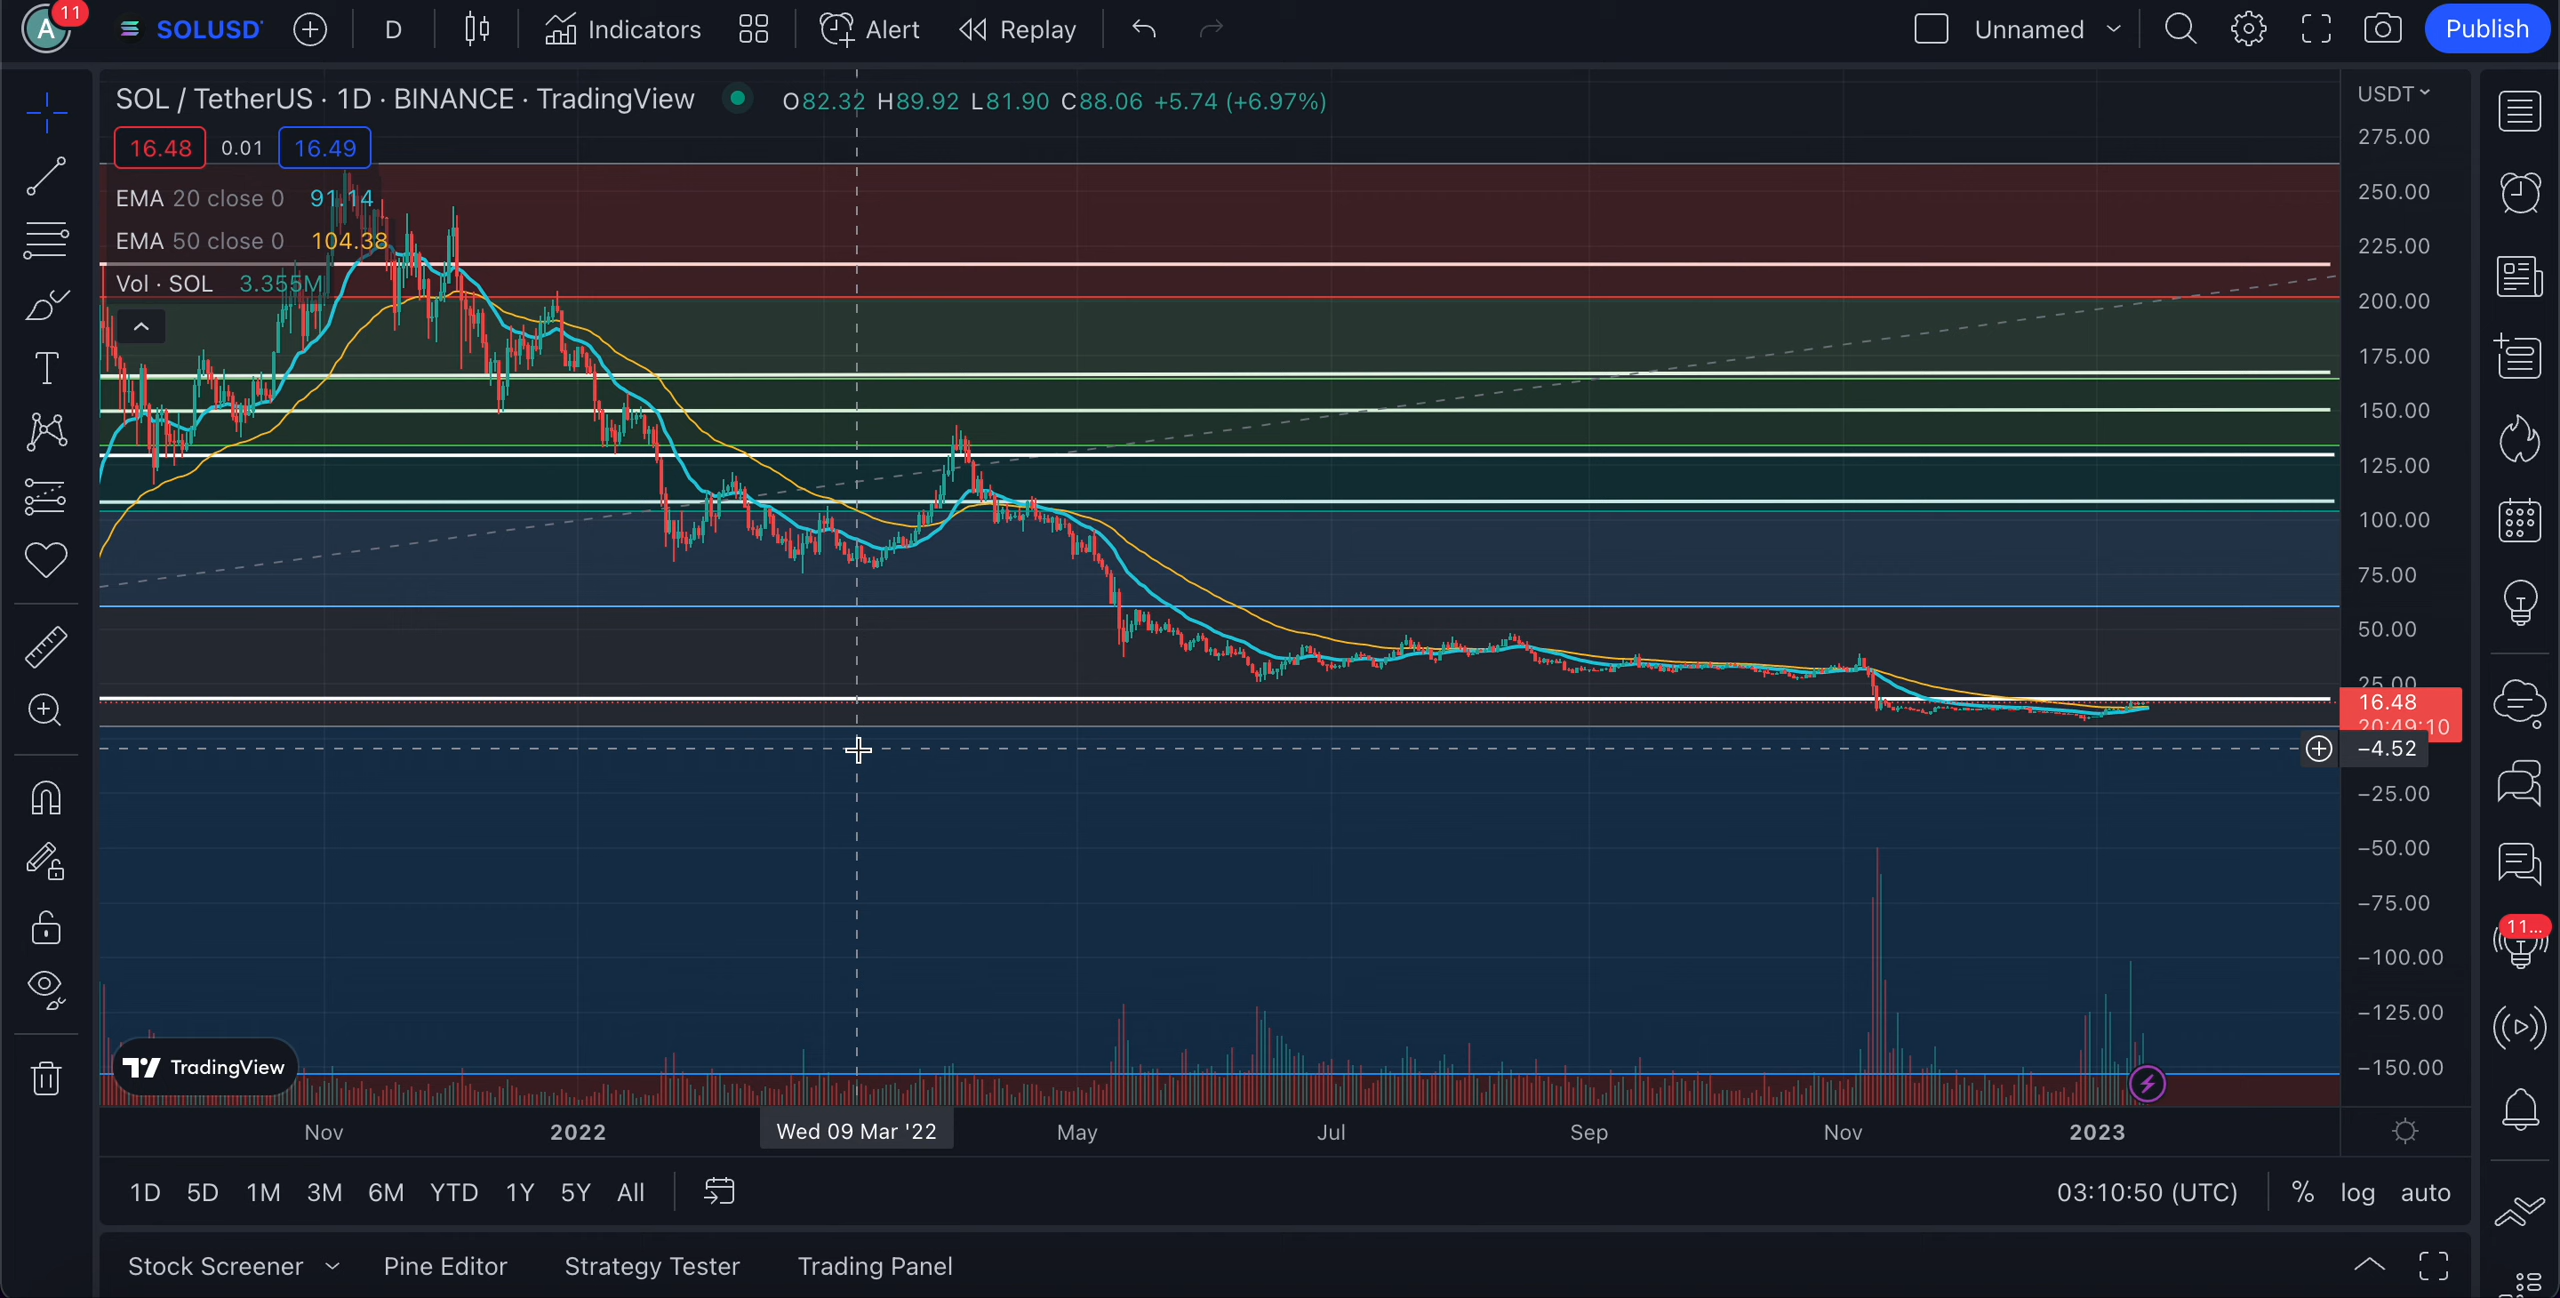 A 11 SOLUSD D Indicators Alert Replay Unnamed Publish
SOL / TetherUS · 1D · BINANCE · TradingView O82.32 H89.92 L81.90 C88.06 +5.74 (+6.97%)
USDT
16.48 0.01 16.49
EMA 20 close 0 91.14
EMA 50 close 0 104.38
Vol · SOL 3.355M
275.00
250.00
225.00
200.00
175.00
150.00
125.00
100.00
75.00
50.00
25.00
16.48
20:49:10
−4.52
−25.00
−50.00
−75.00
−100.00
−125.00
−150.00
11...
TradingView
Nov 2022 Wed 09 Mar '22 May Jul Sep Nov 2023
1D 5D 1M 3M 6M YTD 1Y 5Y All 03:10:50 (UTC) % log auto
Stock Screener Pine Editor Strategy Tester Trading Panel